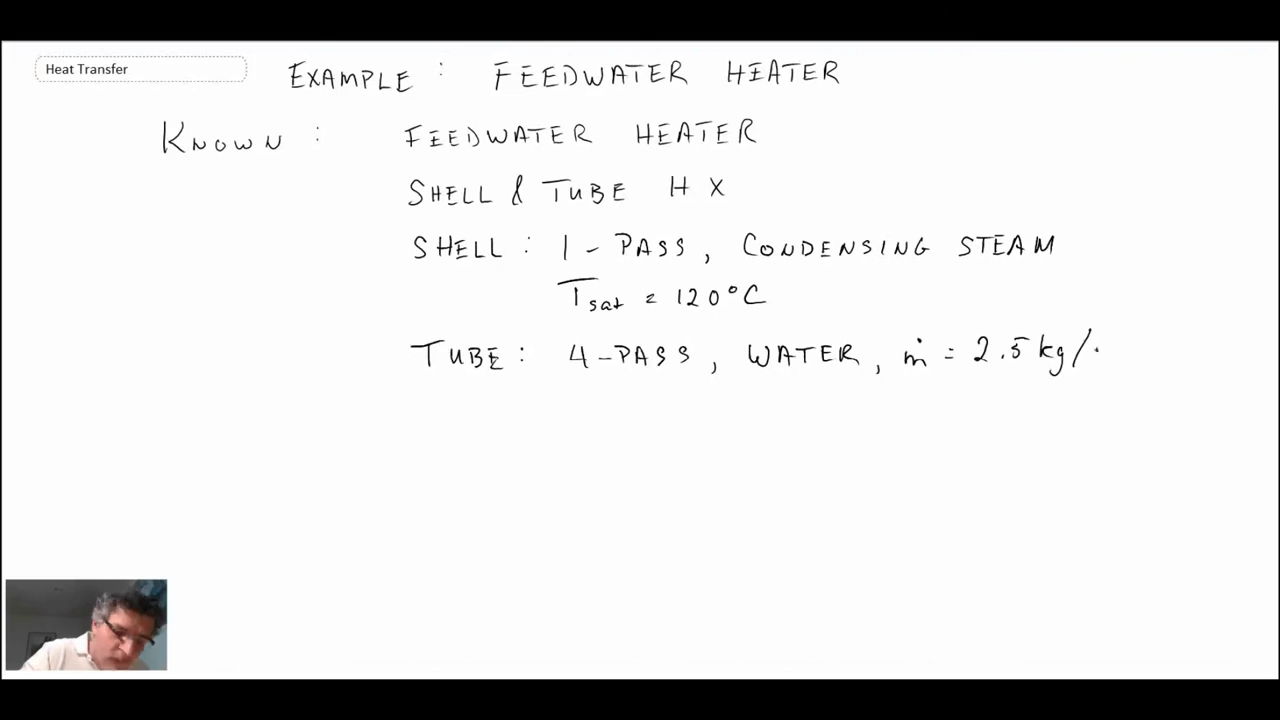 Heat Transfer
EXAMPLE : FEEDWATER HEATER
KNOWN : FEEDWATER HEATER
SHELL & TUBE HX
SHELL : 1-PASS, CONDENSING STEAM
Tsat = 120°C
TUBE : 4-PASS, WATER, ṁ = 2.5 kg/